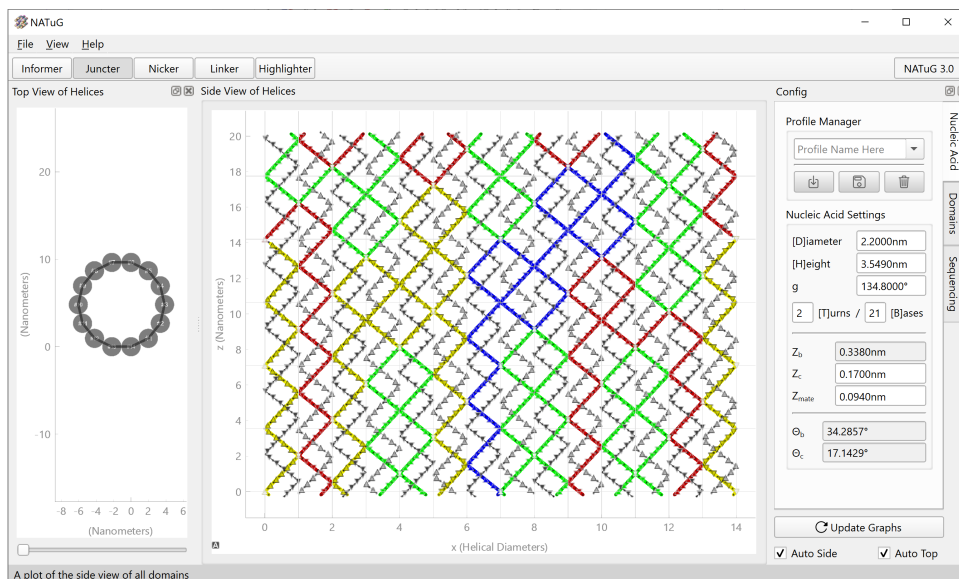 NATuG
File View Help
Informer Juncter Nicker Linker Highlighter NATuG 3.0
Top View of Helices
20
10
0
-10
(Nanometers)
-8 -6 -4 -2 0 2 4 6
(Nanometers)
Side View of Helices
20
18
16
14
12
10
8
6
4
2
0
z (Nanometers)
0 2 4 6 8 10 12 14
x (Helical Diameters)
A
Config
Profile Manager
Profile Name Here
Nucleic Acid Settings
[D]iameter 2.2000nm
[H]eight 3.5490nm
g 134.8000°
2 [T]urns / 21 [B]ases
Z_b 0.3380nm
Z_c 0.1700nm
Z_mate 0.0940nm
Θ_b 34.2857°
Θ_c 17.1429°
Update Graphs
Auto Side Auto Top
Nucleic Acid
Domains
Sequencing
A plot of the side view of all domains